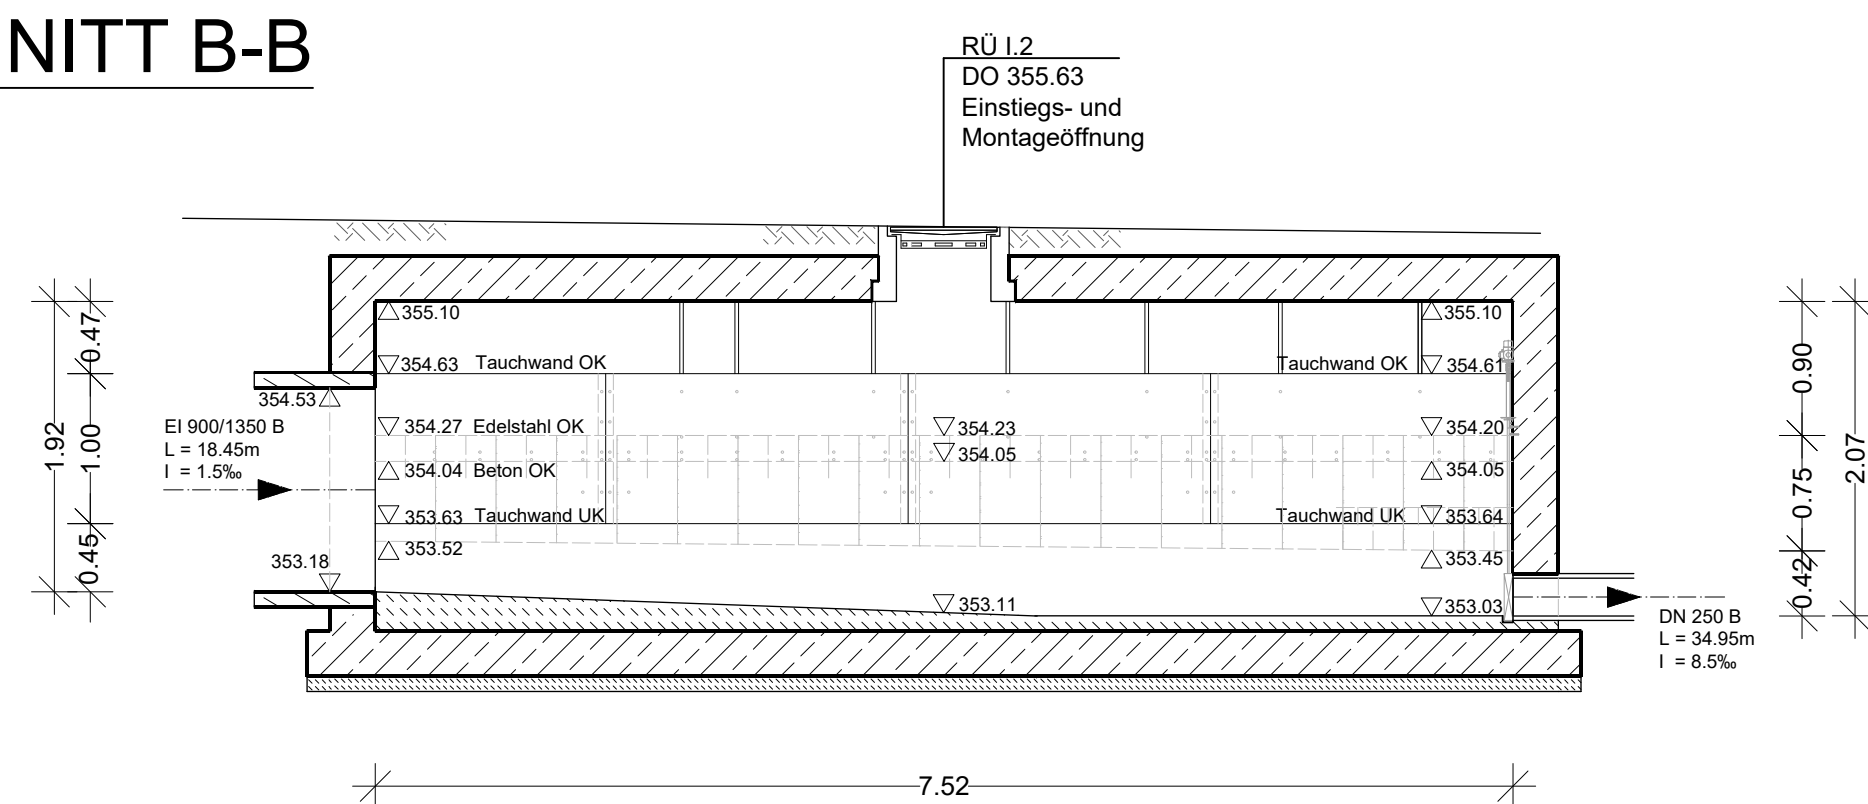 NITT B-B
RÜ I.2
DO 355.63
Einstiegs- und
Montageöffnung
355.10
355.10
354.63 Tauchwand OK
Tauchwand OK 354.61
354.53
EI 900/1350 B
L = 18.45m
I = 1.5‰
354.27 Edelstahl OK
354.23
354.20
354.05
354.04 Beton OK
354.05
353.63 Tauchwand UK
Tauchwand UK 353.64
353.52
353.45
353.18
353.11
353.03
DN 250 B
L = 34.95m
I = 8.5‰
1.92
0.47
1.00
0.45
0.90
0.75
0.42
2.07
7.52